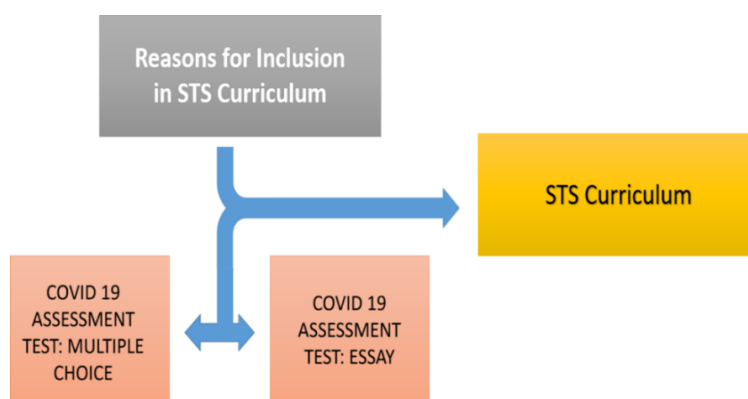 Reasons for Inclusion
in STS Curriculum
STS Curriculum
COVID 19
ASSESSMENT
TEST: MULTIPLE
CHOICE
COVID 19
ASSESSMENT
TEST: ESSAY